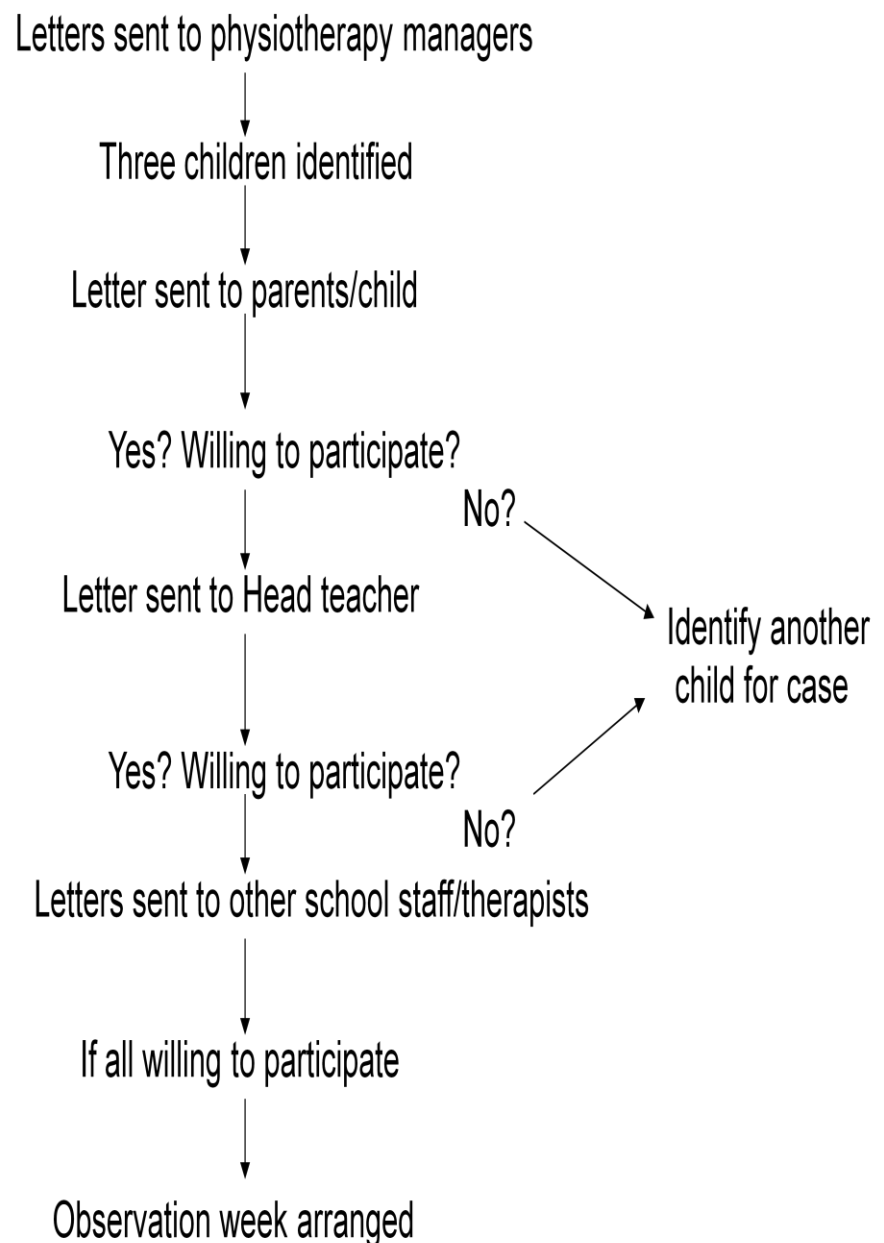 Letters sent to physiotherapy managers
Three children identified
Letter sent to parents/child
Yes? Willing to participate?
No?
Letter sent to Head teacher
Identify another
child for case
Yes? Willing to participate?
No?
Letters sent to other school staff/therapists
If all willing to participate
Observation week arranged